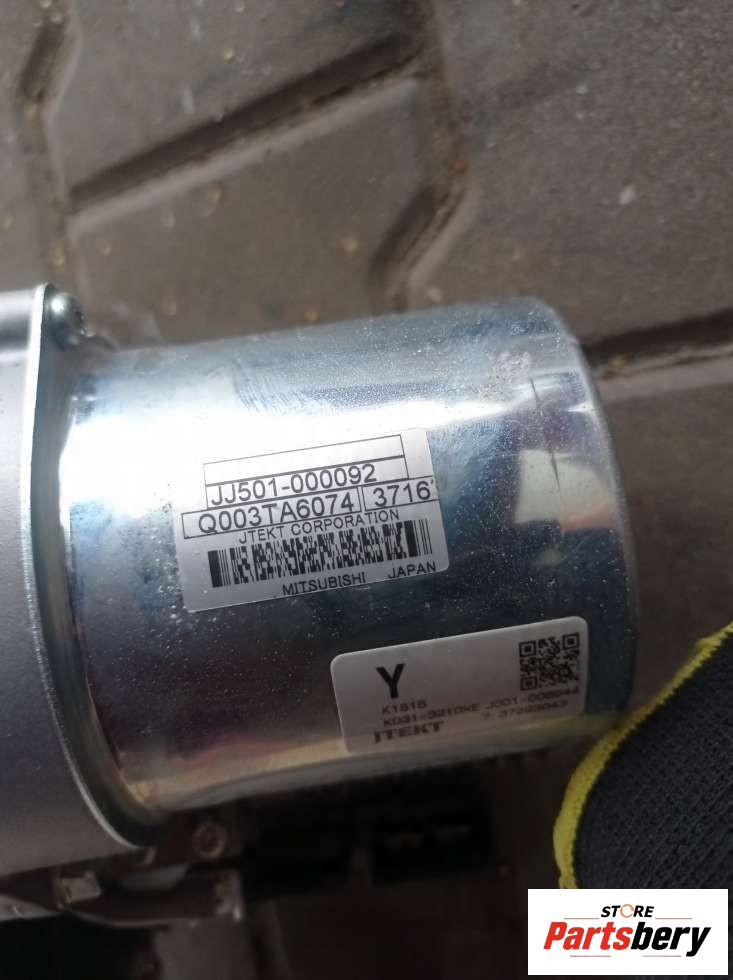 JJ501-000092
Q003TA6074 3716
JTEKT CORPORATION
MITSUBISHI JAPAN
Y
K1818
JTEKT
STORE
Partsbery